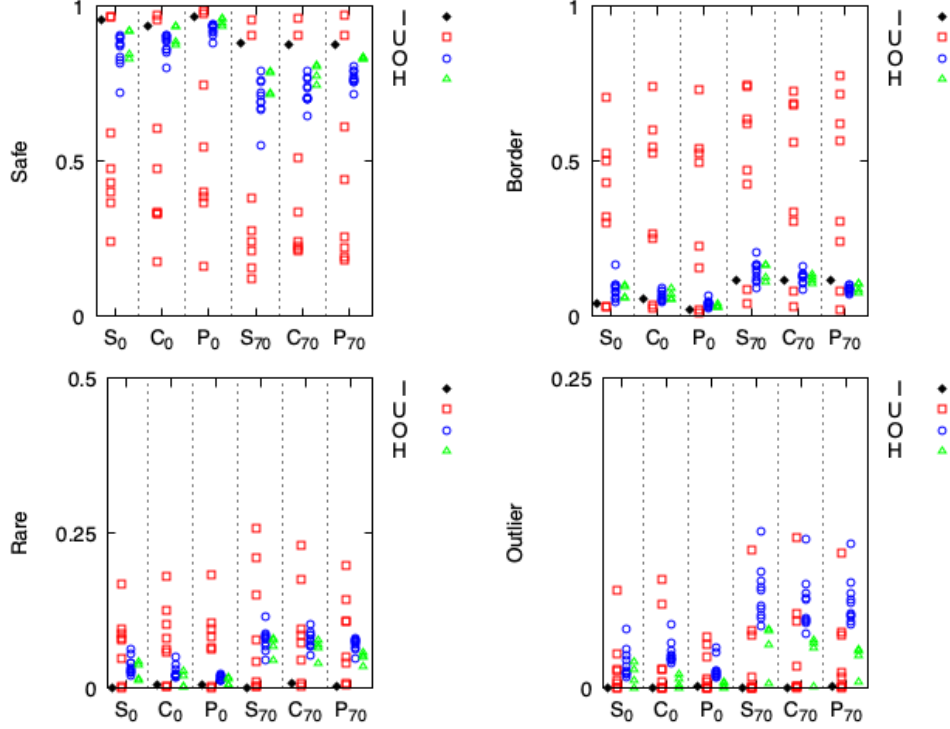 Safe
1
0.5
0
S0 C0 P0 S70 C70 P70
I
U
O
H
Border
1
0.5
0
S0 C0 P0 S70 C70 P70
I
U
O
H
Rare
0.5
0.25
0
S0 C0 P0 S70 C70 P70
I
U
O
H
Outlier
0.25
0
S0 C0 P0 S70 C70 P70
I
U
O
H